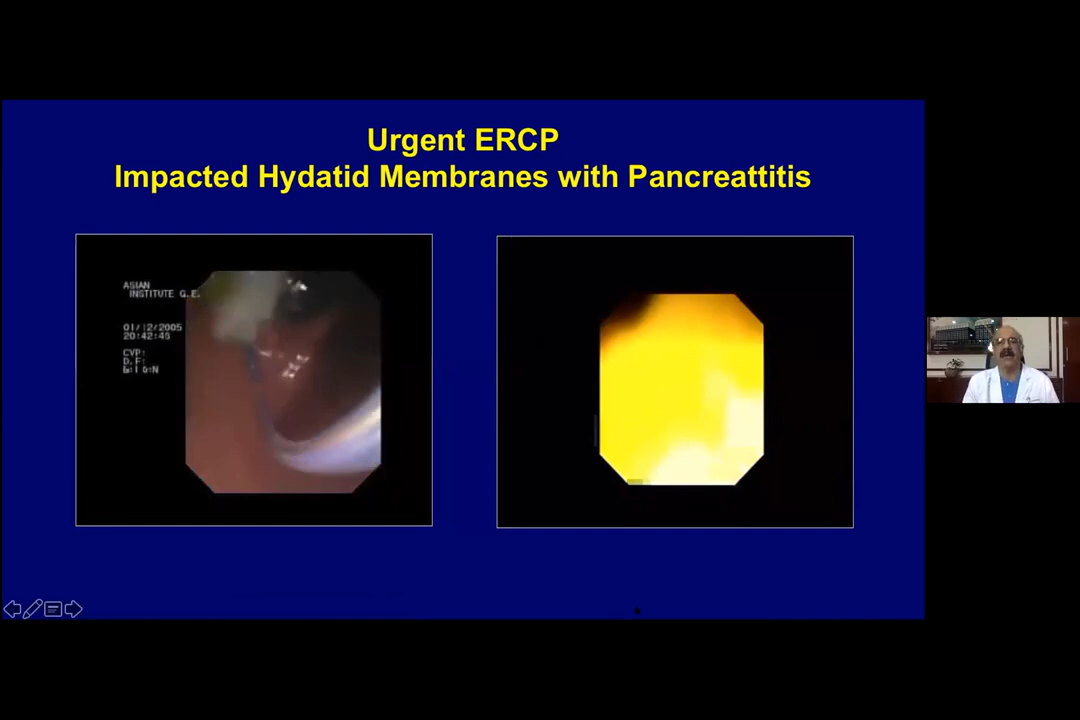 Urgent ERCP
Impacted Hydatid Membranes with Pancreattitis
ASIAN
INSTITUTE G.E.
01/12/2005
20:42:45
CVP:
D.F: